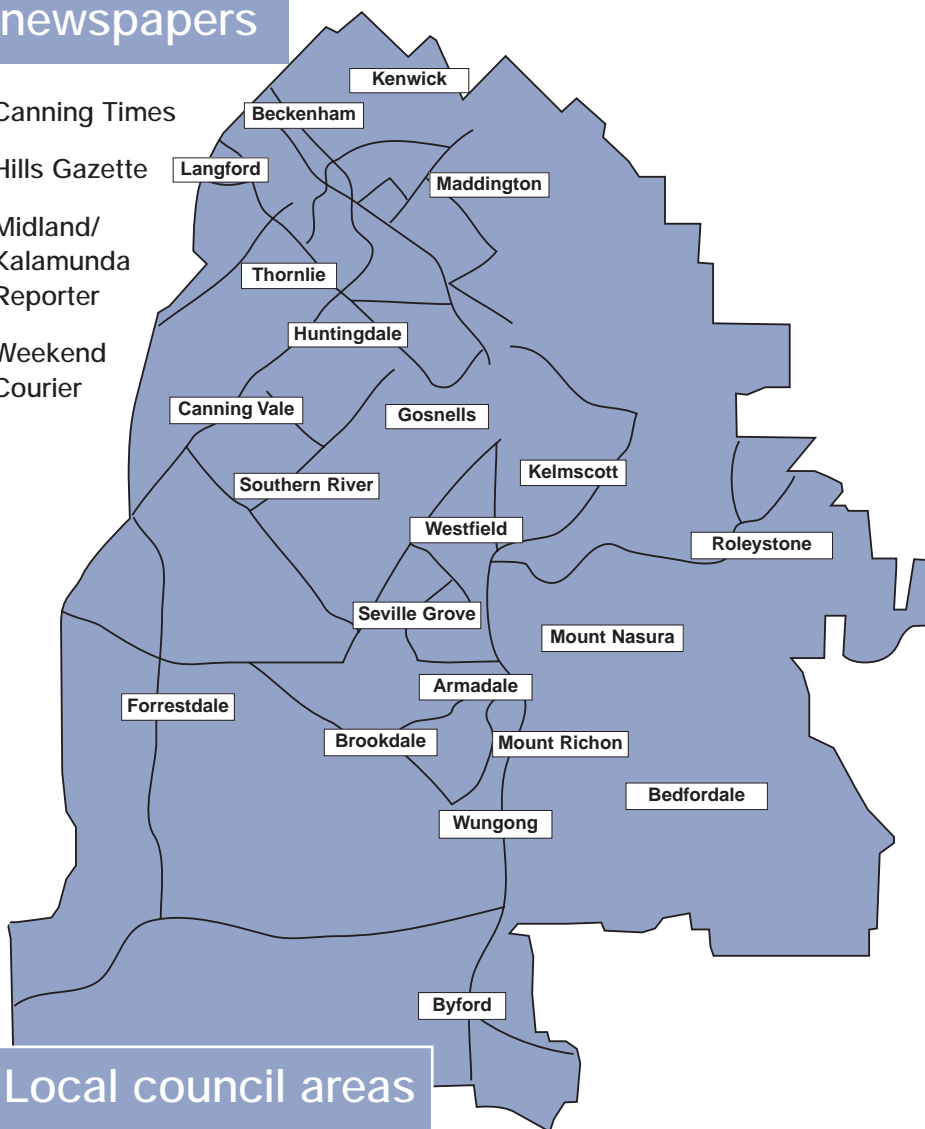 newspapers
Canning Times
Hills Gazette
Midland/
Kalamunda
Reporter
Weekend
Courier
Kenwick
Beckenham
Langford
Maddington
Thornlie
Huntingdale
Canning Vale
Gosnells
Southern River
Kelmscott
Westfield
Roleystone
Seville Grove
Mount Nasura
Armadale
Forrestdale
Brookdale
Mount Richon
Bedfordale
Wungong
Byford
Local council areas